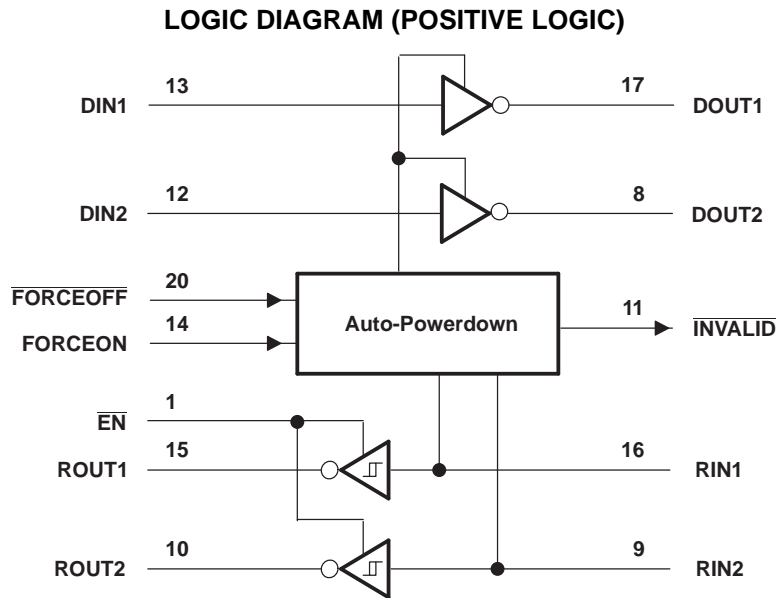 LOGIC DIAGRAM (POSITIVE LOGIC)
DIN1 13 17 DOUT1
DIN2 12 8 DOUT2
FORCEOFF 20
FORCEON 14
Auto-Powerdown
11 INVALID
EN 1
ROUT1 15 16 RIN1
ROUT2 10 9 RIN2